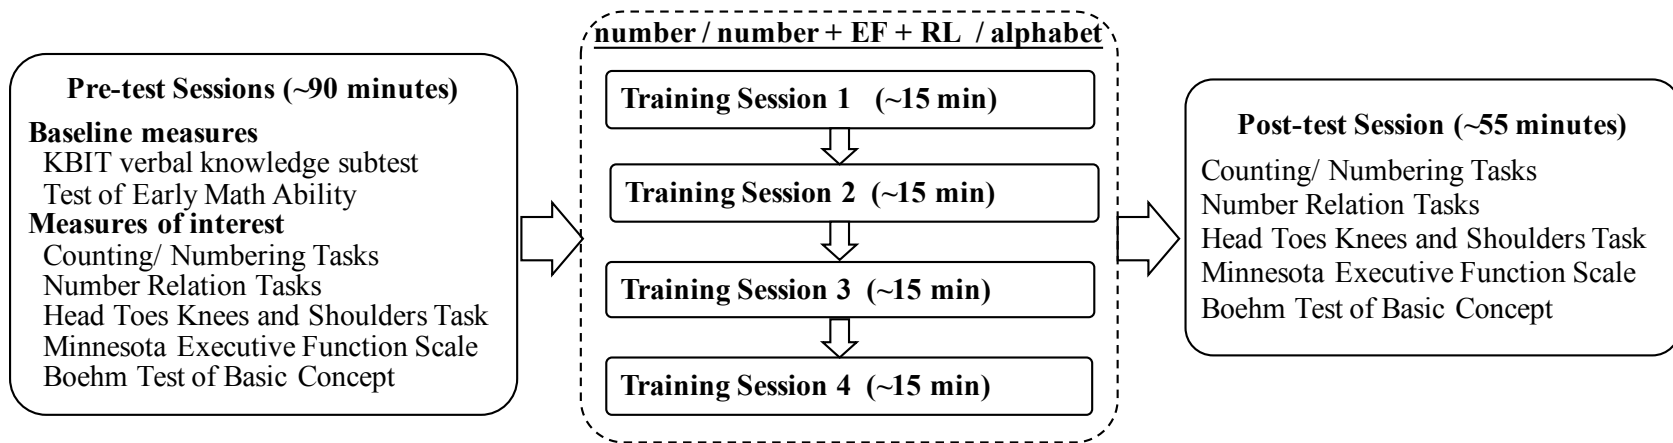 Pre-test Sessions (~90 minutes)
Baseline measures
KBIT verbal knowledge subtest
Test of Early Math Ability
Measures of interest
Counting/ Numbering Tasks
Number Relation Tasks
Head Toes Knees and Shoulders Task
Minnesota Executive Function Scale
Boehm Test of Basic Concept
number / number + EF + RL / alphabet
Training Session 1 (~15 min)
Training Session 2 (~15 min)
Training Session 3 (~15 min)
Training Session 4 (~15 min)
Post-test Session (~55 minutes)
Counting/ Numbering Tasks
Number Relation Tasks
Head Toes Knees and Shoulders Task
Minnesota Executive Function Scale
Boehm Test of Basic Concept